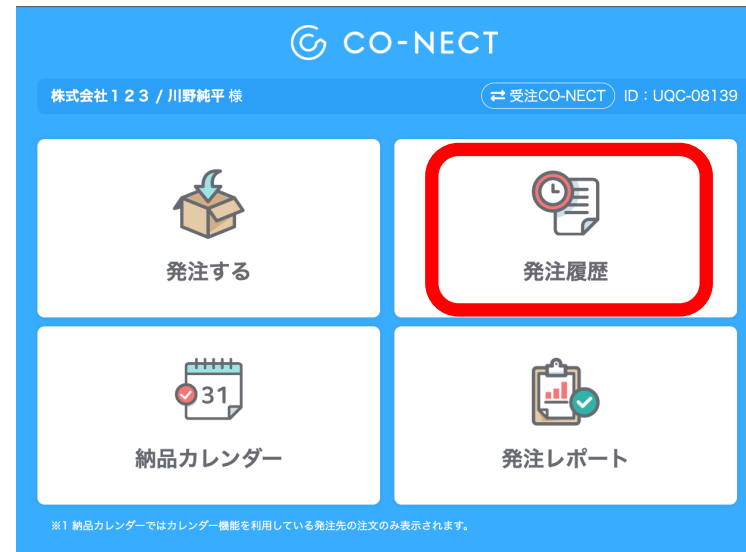 CO-NECT
株式会社１２３ / 川野純平 様
⇄ 受注CO-NECT ID：UQC-08139
発注する
発注履歴
31
納品カレンダー
発注レポート
※1 納品カレンダーではカレンダー機能を利用している発注先の注文のみ表示されます。